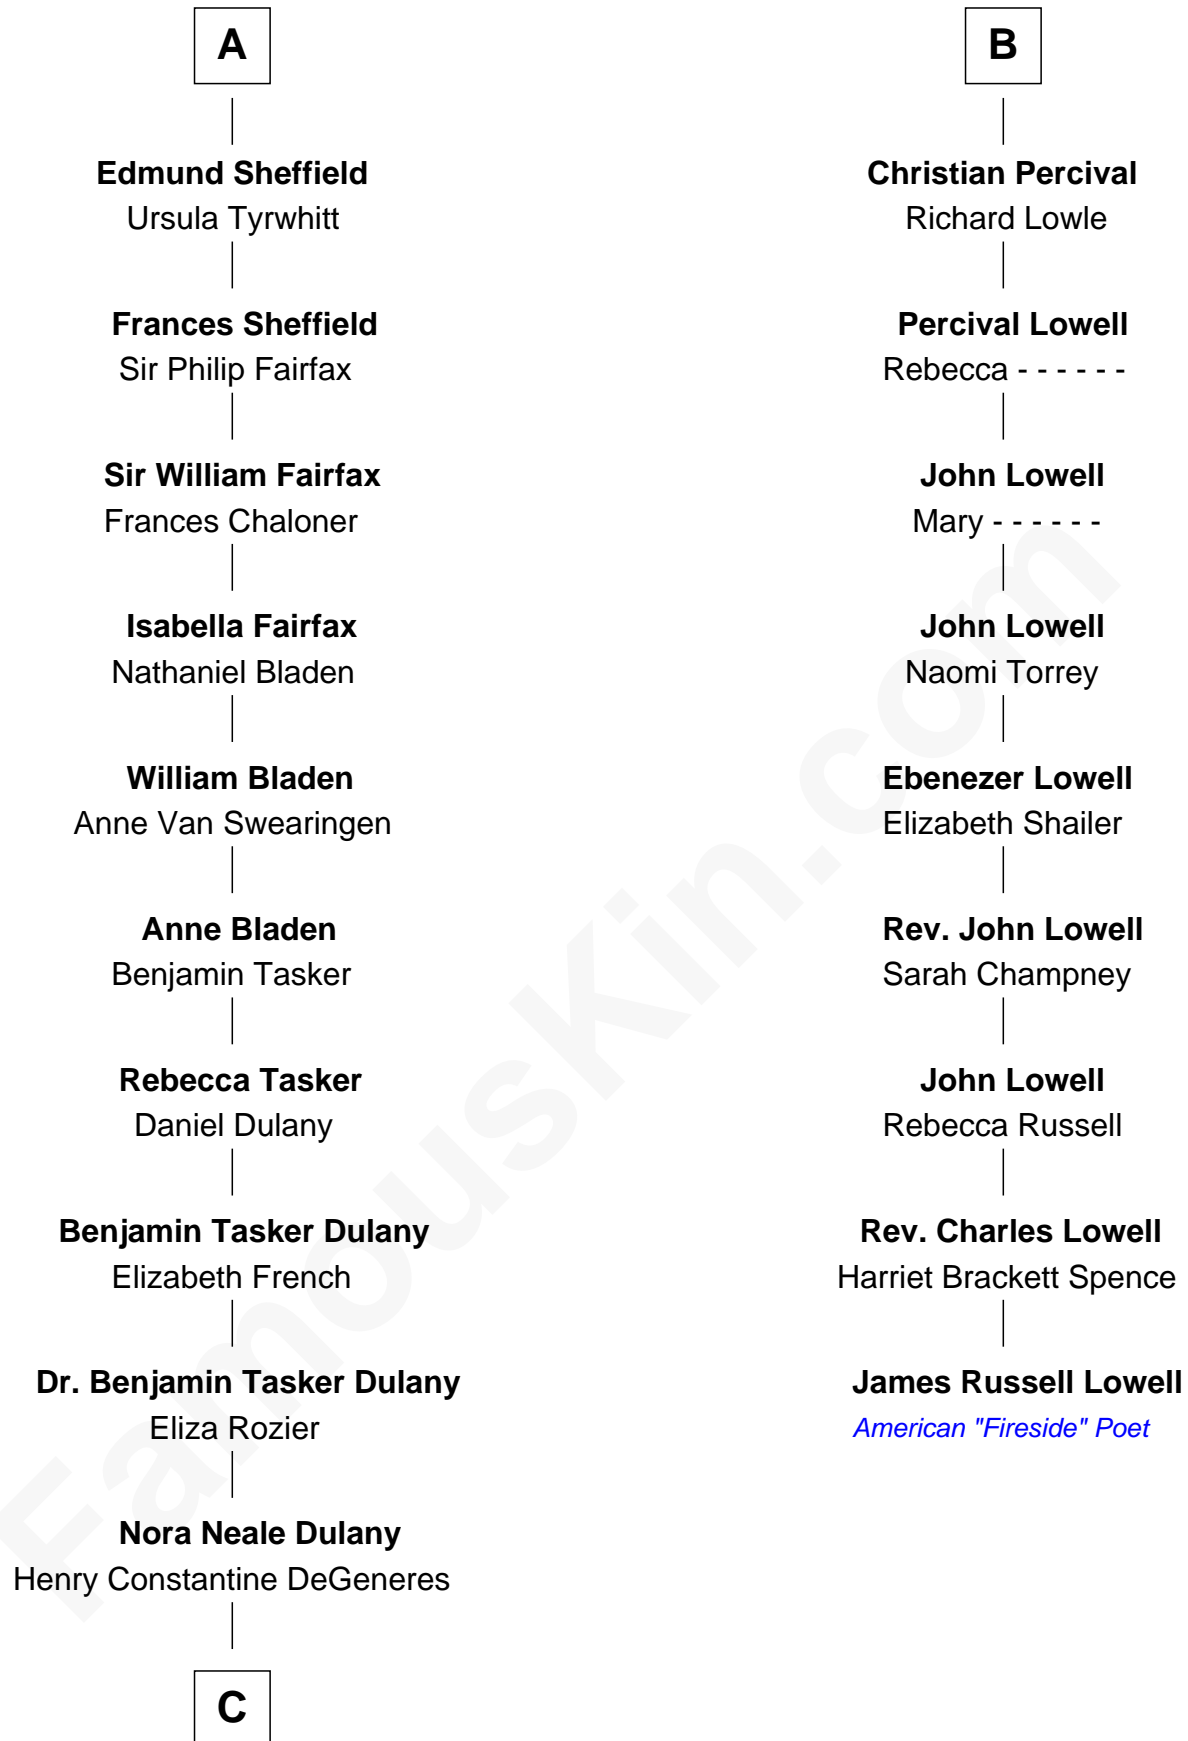 A
Edmund Sheffield
Ursula Tyrwhitt
Frances Sheffield
Sir Philip Fairfax
Sir William Fairfax
Frances Chaloner
Isabella Fairfax
Nathaniel Bladen
William Bladen
Anne Van Swearingen
Anne Bladen
Benjamin Tasker
Rebecca Tasker
Daniel Dulany
Benjamin Tasker Dulany
Elizabeth French
Dr. Benjamin Tasker Dulany
Eliza Rozier
Nora Neale Dulany
Henry Constantine DeGeneres
C
B
Christian Percival
Richard Lowle
Percival Lowell
Rebecca - - - - - -
John Lowell
Mary - - - - - -
John Lowell
Naomi Torrey
Ebenezer Lowell
Elizabeth Shailer
Rev. John Lowell
Sarah Champney
John Lowell
Rebecca Russell
Rev. Charles Lowell
Harriet Brackett Spence
James Russell Lowell
American "Fireside" Poet
FamousKin.com